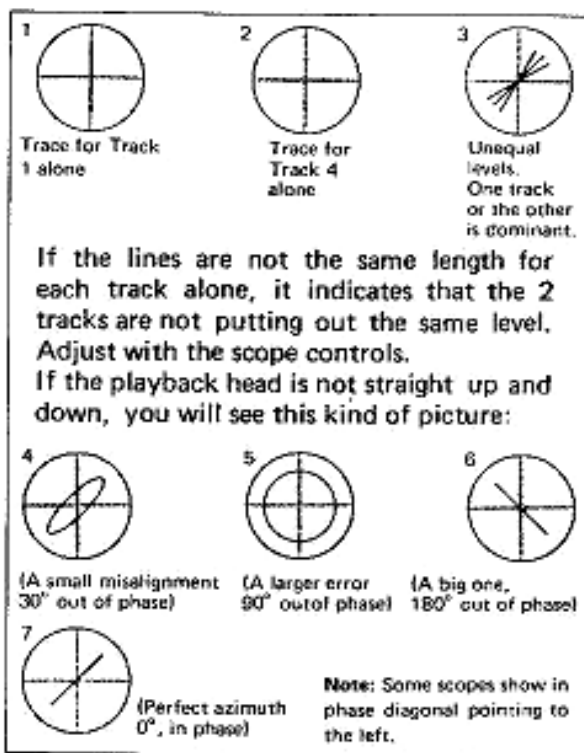 1
Trace for Track
1 alone
2
Trace for
Track 4
alone
3
Unequal
levels.
One track
or the other
is dominant.
If the lines are not the same length for
each track alone, it indicates that the 2
tracks are not putting out the same level.
Adjust with the scope controls.
If the playback head is not straight up and
down, you will see this kind of picture:
4
(A small misalignment
30° out of phase)
5
(A larger error
90° outof phase)
6
(A big one,
180° out of phase)
7
(Perfect azimuth
0°, in phase)
Note: Some scopes show in
phase diagonal pointing to
the left.